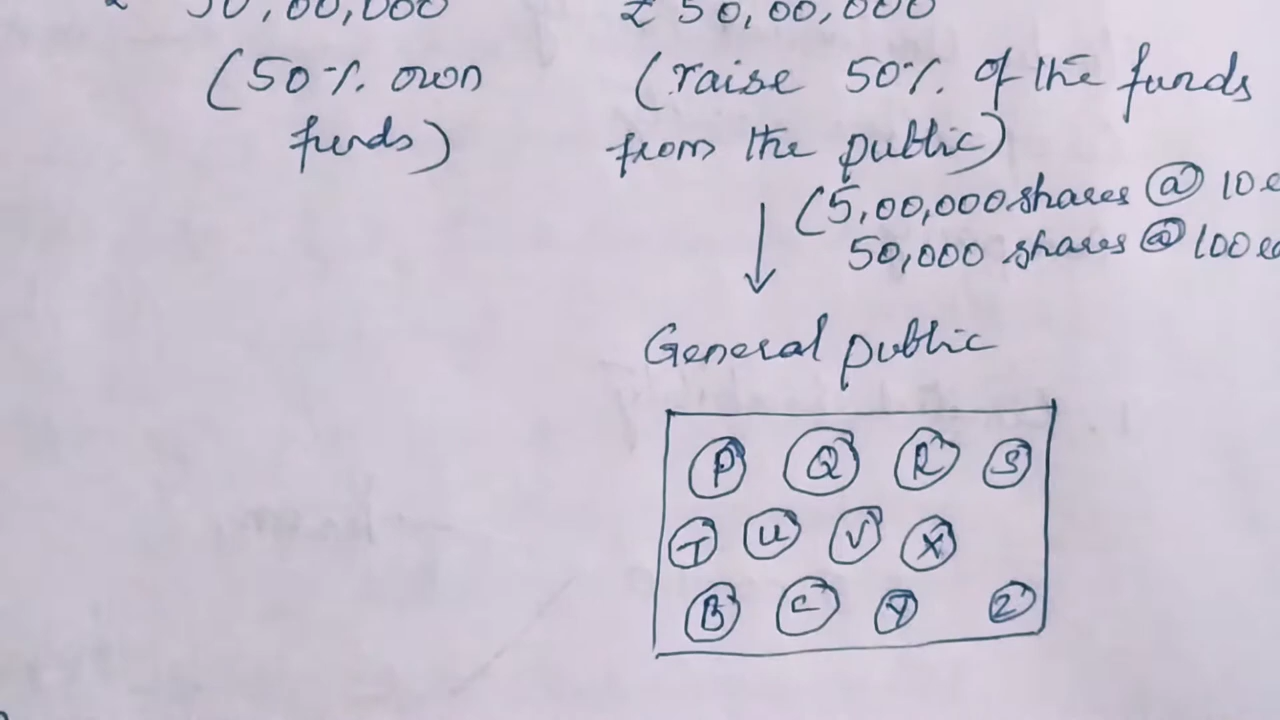 ₹ 50,00,000 ₹ 50,00,000
(50% own (raise 50% of the funds
funds) from the public)
(5,00,000 shares @ 10 e
50,000 shares @ 100 ea
General public
P Q R S
T U V X
B C Y Z